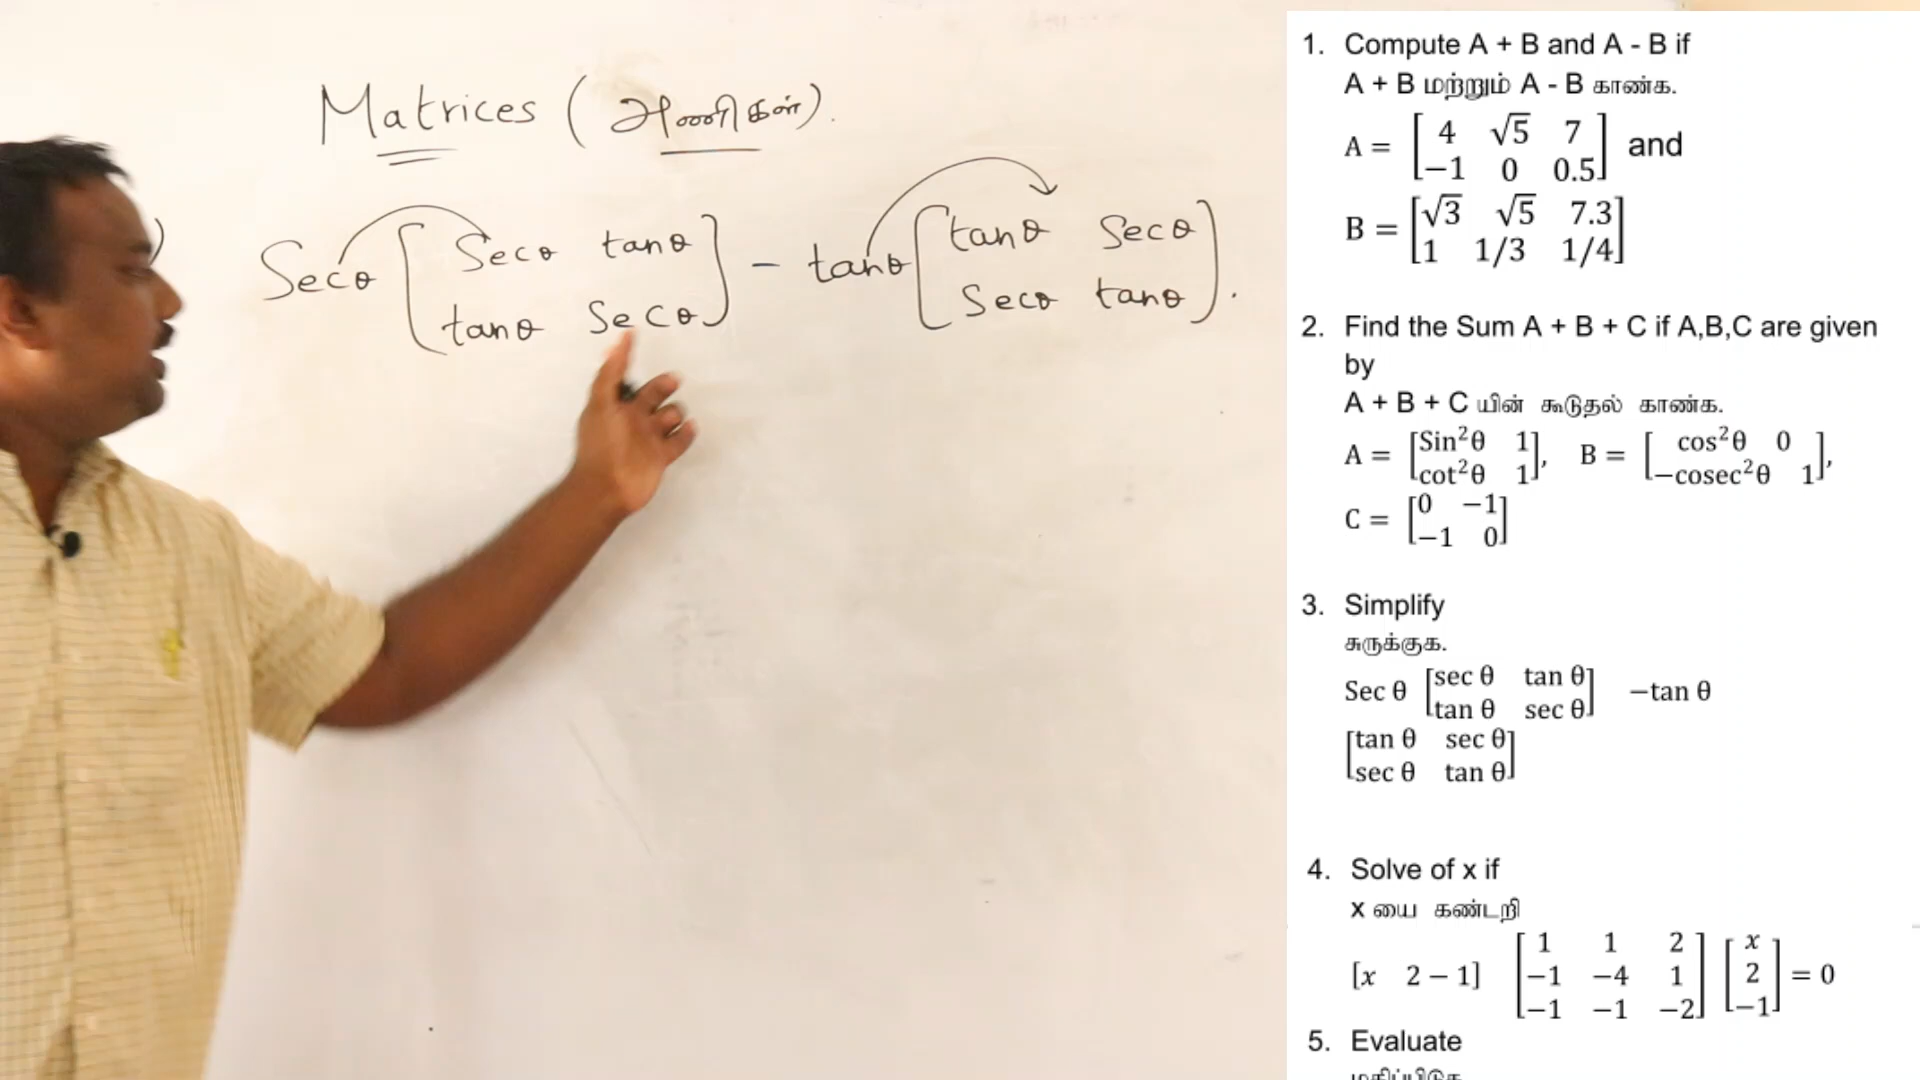 Matrices (அணிகள்).
)
Secθ [ Secθ tanθ ] - tanθ [ tanθ Secθ ] .
tanθ Secθ Secθ tanθ
1. Compute A + B and A - B if
A + B மற்றும் A - B காண்க.
A = [ 4 √5 7 ] and
−1 0 0.5
B = [ √3 √5 7.3 ]
1 1/3 1/4
2. Find the Sum A + B + C if A,B,C are given
by
A + B + C யின் கூடுதல் காண்க.
A = [ Sin²θ 1 ], B = [ cos²θ 0 ],
cot²θ 1 −cosec²θ 1
C = [ 0 −1 ]
−1 0
3. Simplify
சுருக்குக.
Sec θ [ sec θ tan θ ] −tan θ
tan θ sec θ
[ tan θ sec θ ]
sec θ tan θ
4. Solve of x if
x யை கண்டறி
[x 2 − 1] [ 1 1 2 ] [ x ] = 0
−1 −4 1 2
−1 −1 −2 −1
5. Evaluate